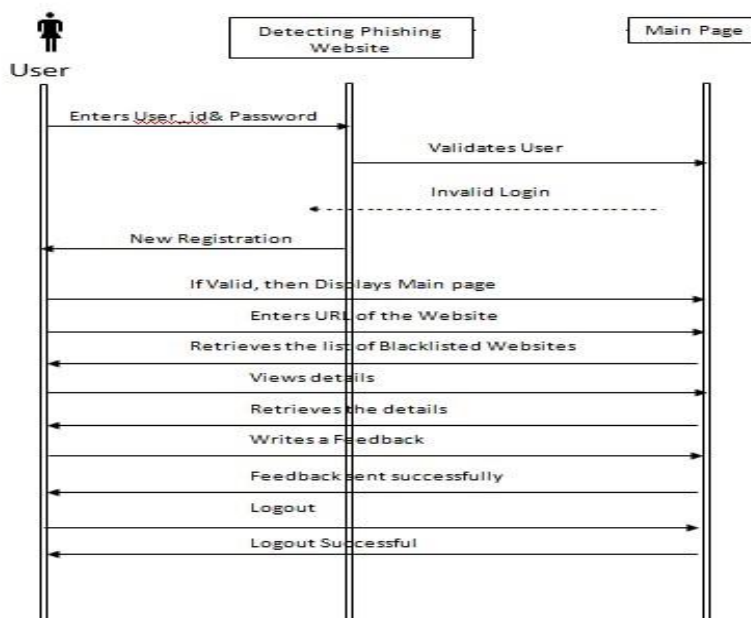 Detecting Phishing
Website
Main Page
User
Enters User_id& Password
Validates User
Invalid Login
New Registration
If Valid, then Displays Main page
Enters URL of the Website
Retrieves the list of Blacklisted Websites
Views details
Retrieves the details
Writes a Feedback
Feedback sent successfully
Logout
Logout Successful